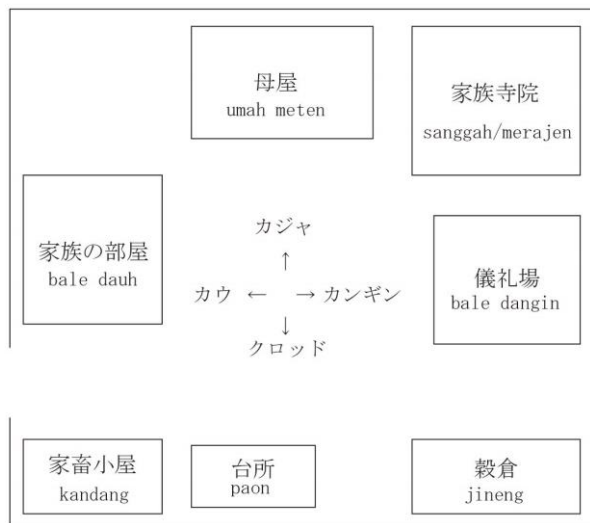 母屋
umah meten
家族寺院
sanggah/merajen
家族の部屋
bale dauh
カジャ
↑
カウ ← → カンギン
↓
クロッド
儀礼場
bale dangin
家畜小屋
kandang
台所
paon
穀倉
jineng